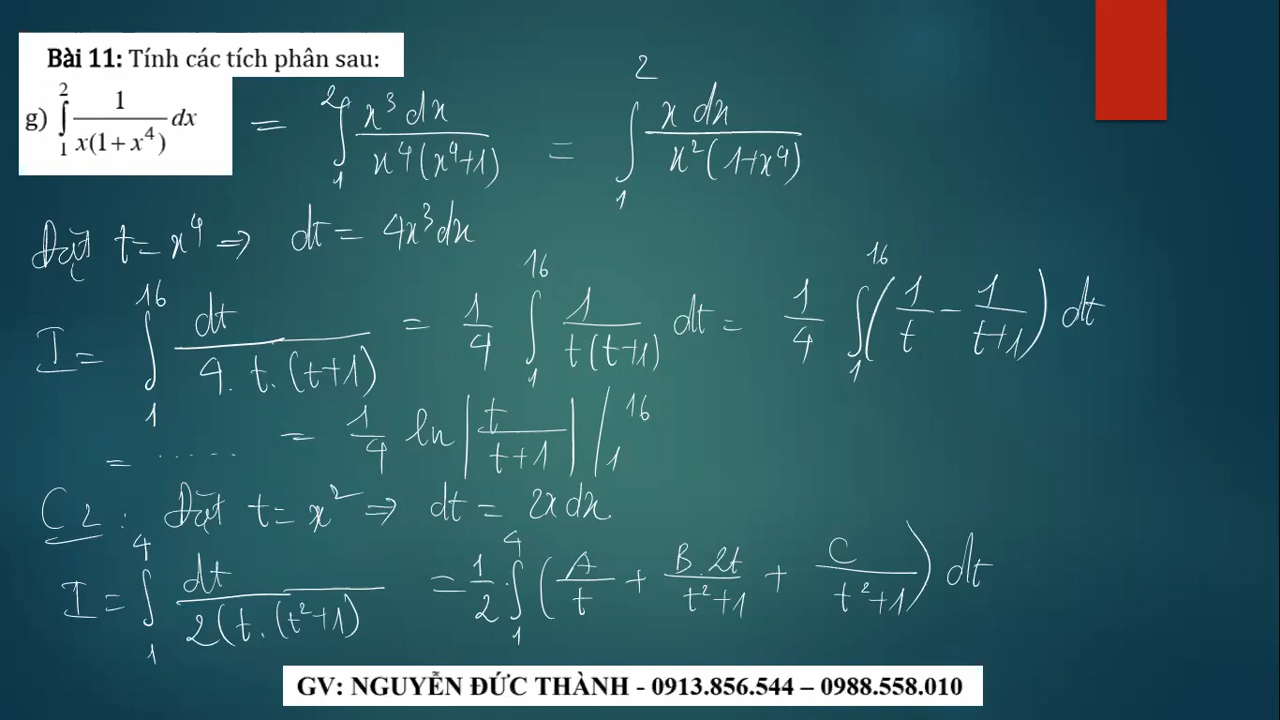 Bài 11: Tính các tích phân sau:
g) ∫₁² 1/(x(1+x⁴)) dx = ∫₁² x³dx/(x⁴(x⁴+1)) = ∫₁² x dx/(x²(1+x⁴))
Đặt t = x⁴ ⇒ dt = 4x³dx
I = ∫₁¹⁶ dt/(4.t.(t+1)) = 1/4 ∫₁¹⁶ 1/(t(t+1)) dt = 1/4 ∫₁¹⁶ (1/t − 1/(t+1)) dt
= ...... = 1/4 ln|t/(t+1)| |₁¹⁶
C2: Đặt t = x² ⇒ dt = 2x dx
I = ∫₁⁴ dt/(2(t.(t²+1)) = 1/2 . ∫₁⁴ (A/t + B.2t/(t²+1) + C/(t²+1)) dt
GV: NGUYỄN ĐỨC THÀNH - 0913.856.544 – 0988.558.010